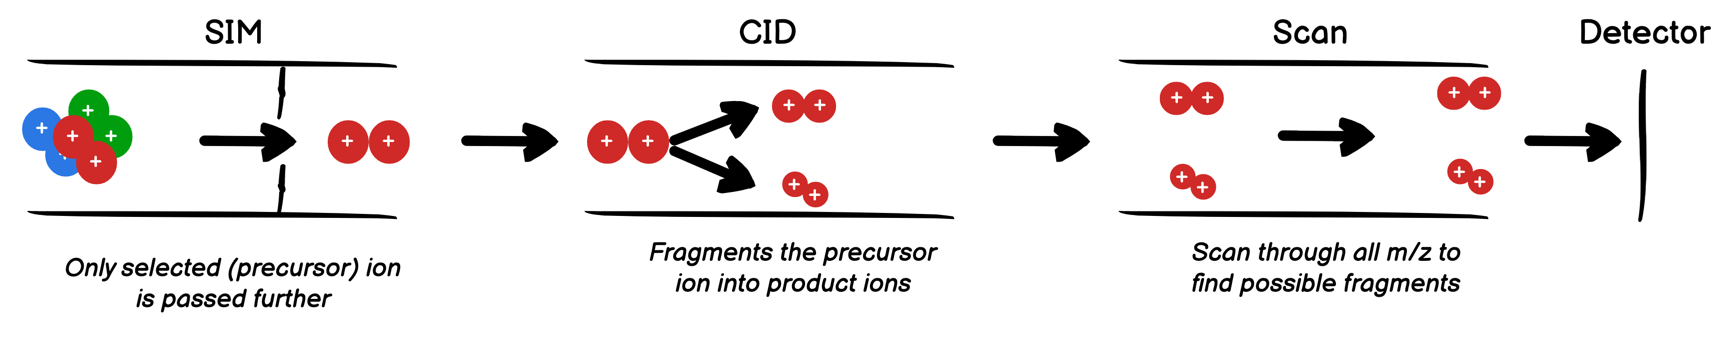 SIM
CID
Scan
Detector
+ + + + + +
+ +
+ +
+ +
+ +
+ +
+ +
+ +
+ +
Only selected (precursor) ion
is passed further
Fragments the precursor
ion into product ions
Scan through all m/z to
find possible fragments